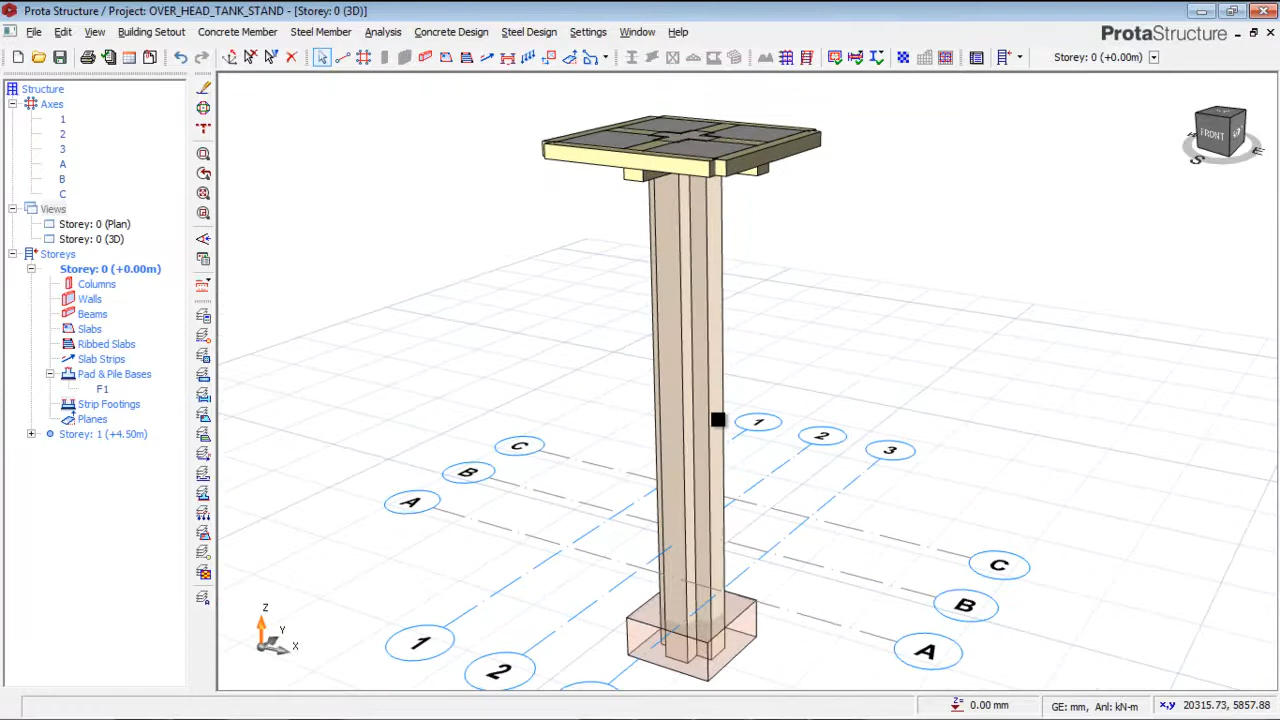 Prota Structure / Project: OVER_HEAD_TANK_STAND - [Storey: 0 (3D)]
File Edit View Building Setout Concrete Member Steel Member Analysis Concrete Design Steel Design Settings Window Help
ProtaStructure
Storey: 0 (+0.00m)
Structure
Axes
1
2
3
A
B
C
Views
Storey: 0 (Plan)
Storey: 0 (3D)
Storeys
Storey: 0 (+0.00m)
Columns
Walls
Beams
Slabs
Ribbed Slabs
Slab Strips
Pad & Pile Bases
F1
Strip Footings
Planes
Storey: 1 (+4.50m)
FRONT
S
E
1
2
3
C
B
A
C
B
A
1
2
Z
Y
X
Z= 0.00 mm
GE: mm, Anl: kN-m
x,y 20315.73, 5857.88